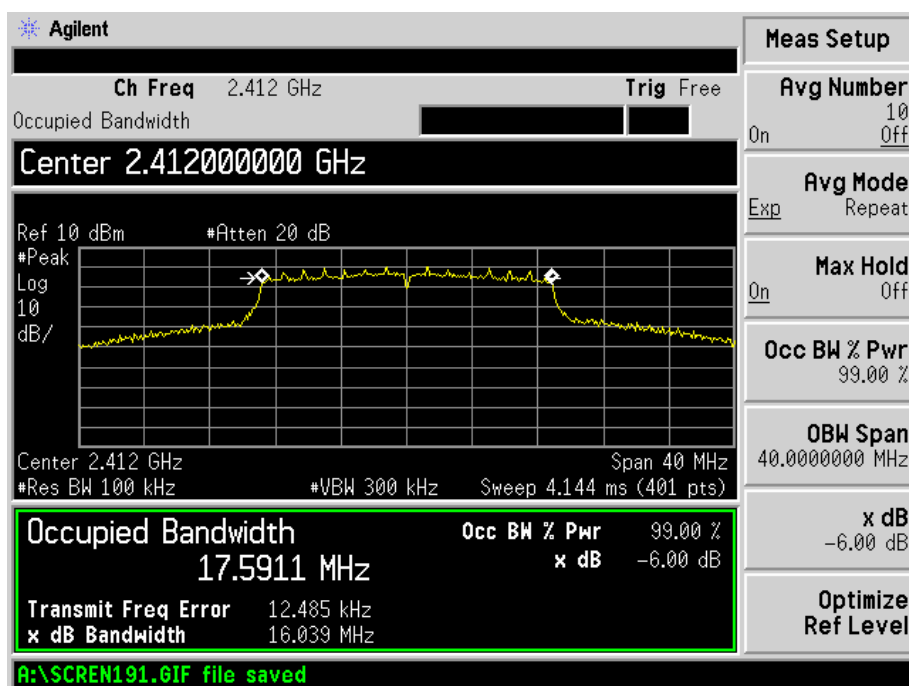 Agilent
Ch Freq 2.412 GHz Trig Free
Occupied Bandwidth
Center 2.412000000 GHz
Ref 10 dBm #Atten 20 dB
#Peak
Log
10
dB/
Center 2.412 GHz Span 40 MHz
#Res BW 100 kHz #VBW 300 kHz Sweep 4.144 ms (401 pts)
Occupied Bandwidth Occ BW % Pwr 99.00 %
17.5911 MHz x dB -6.00 dB
Transmit Freq Error 12.485 kHz
x dB Bandwidth 16.039 MHz
A:\SCREN191.GIF file saved
Meas Setup
Avg Number
10
On Off
Avg Mode
Exp Repeat
Max Hold
On Off
Occ BW % Pwr
99.00 %
OBW Span
40.0000000 MHz
x dB
-6.00 dB
Optimize
Ref Level